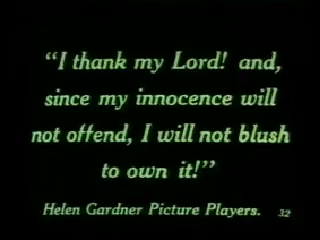 “I thank my Lord! and,
since my innocence will
not offend, I will not blush
to own it!”
Helen Gardner Picture Players. 32